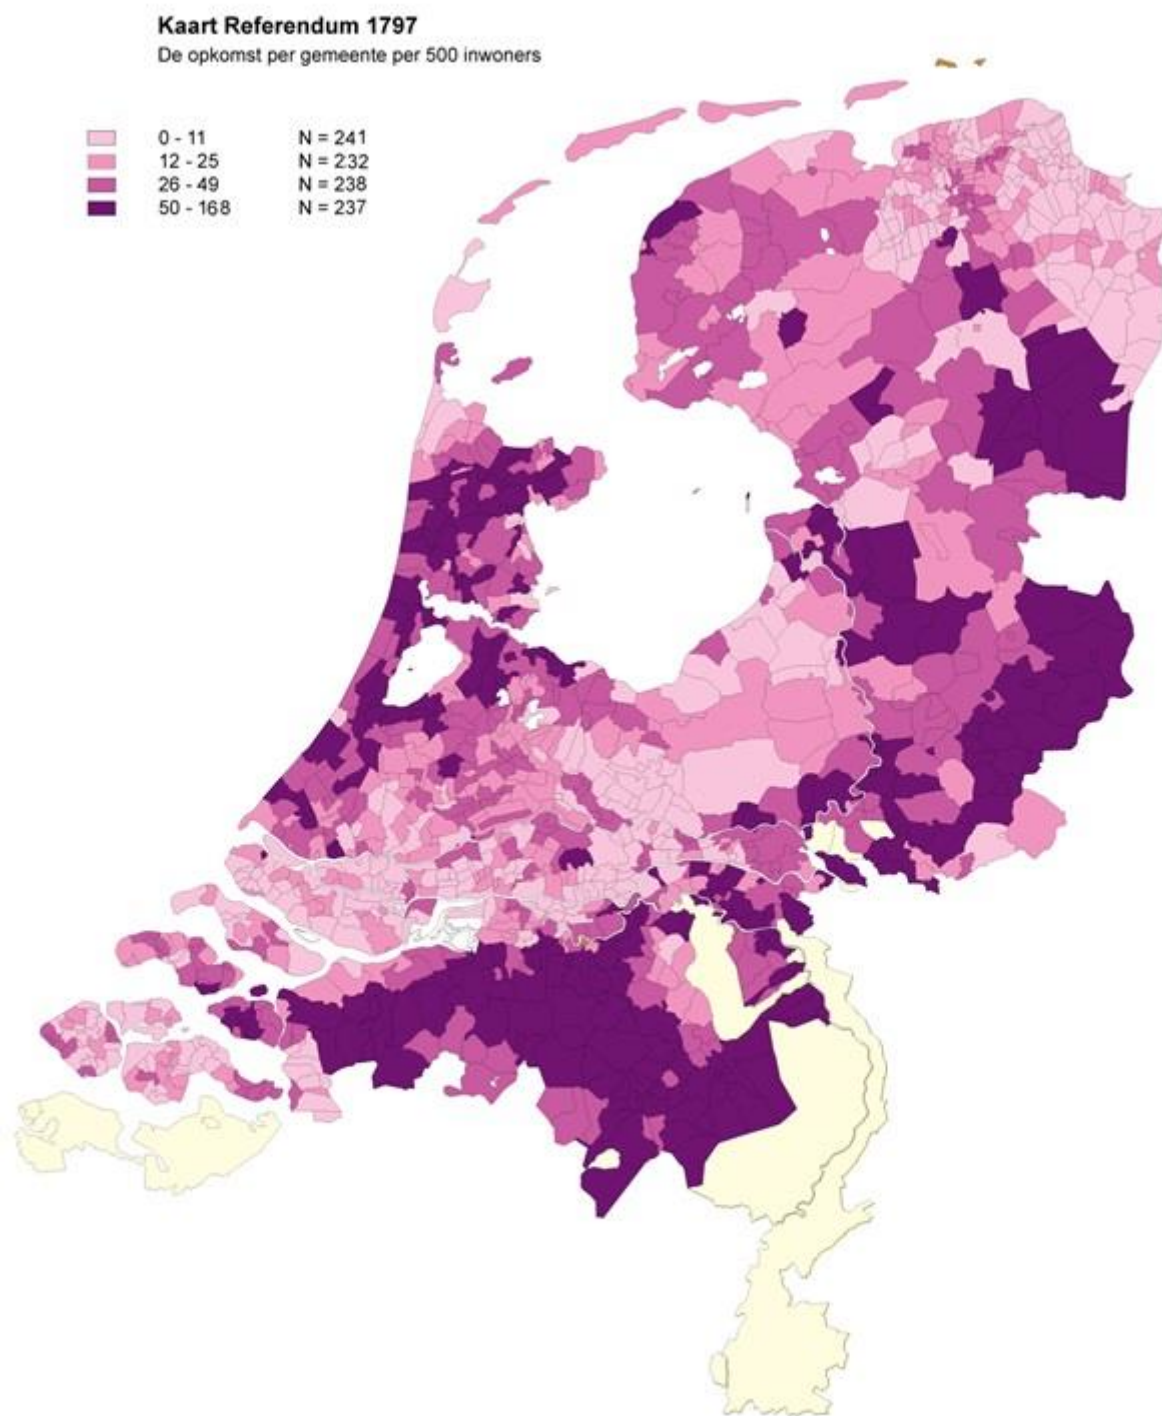 Kaart Referendum 1797
De opkomst per gemeente per 500 inwoners
0 - 11 N = 241
12 - 25 N = 232
26 - 49 N = 238
50 - 168 N = 237